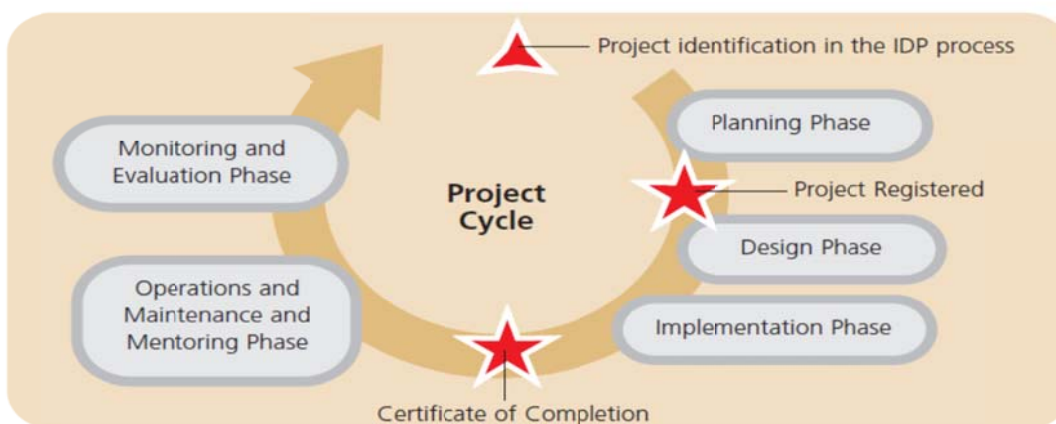 Project identification in the IDP process
Planning Phase
Project Registered
Design Phase
Implementation Phase
Certificate of Completion
Operations and
Maintenance and
Mentoring Phase
Monitoring and
Evaluation Phase
Project
Cycle